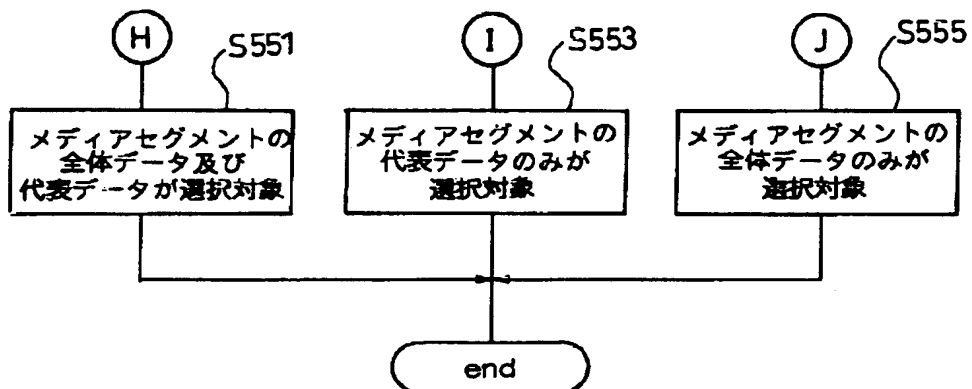 H
S551
メディアセグメントの
全体データ及び
代表データが選択対象
I
S553
メディアセグメントの
代表データのみが
選択対象
J
S555
メディアセグメントの
全体データのみが
選択対象
end